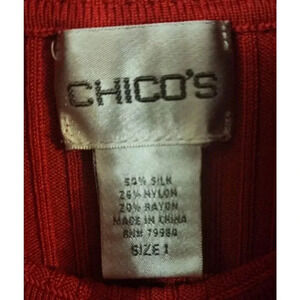 CHICO'S
54% SILK
26% NYLON
20% RAYON
MADE IN CHINA
RN# 79984
SIZE 1